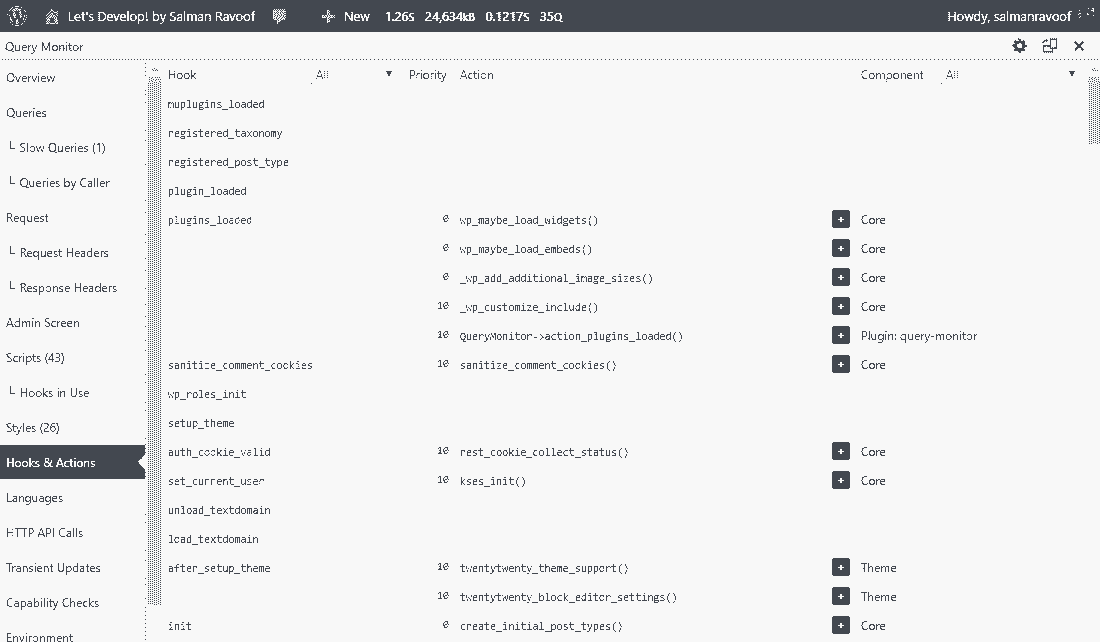 Let's Develop! by Salman Ravoof New 1.26s 24,634kB 0.1217s 35Q Howdy, salmanravoof
Query Monitor
Overview
Queries
└ Slow Queries (1)
└ Queries by Caller
Request
└ Request Headers
└ Response Headers
Admin Screen
Scripts (43)
└ Hooks in Use
Styles (26)
Hooks & Actions
Languages
HTTP API Calls
Transient Updates
Capability Checks
Environment
Hook All Priority Action Component All
muplugins_loaded
registered_taxonomy
registered_post_type
plugin_loaded
plugins_loaded 0 wp_maybe_load_widgets() + Core
0 wp_maybe_load_embeds() + Core
0 _wp_add_additional_image_sizes() + Core
10 _wp_customize_include() + Core
10 QueryMonitor->action_plugins_loaded() + Plugin: query-monitor
sanitize_comment_cookies 10 sanitize_comment_cookies() + Core
wp_roles_init
setup_theme
auth_cookie_valid 10 rest_cookie_collect_status() + Core
set_current_user 10 kses_init() + Core
unload_textdomain
load_textdomain
after_setup_theme 10 twentytwenty_theme_support() + Theme
10 twentytwenty_block_editor_settings() + Theme
init 0 create_initial_post_types() + Core